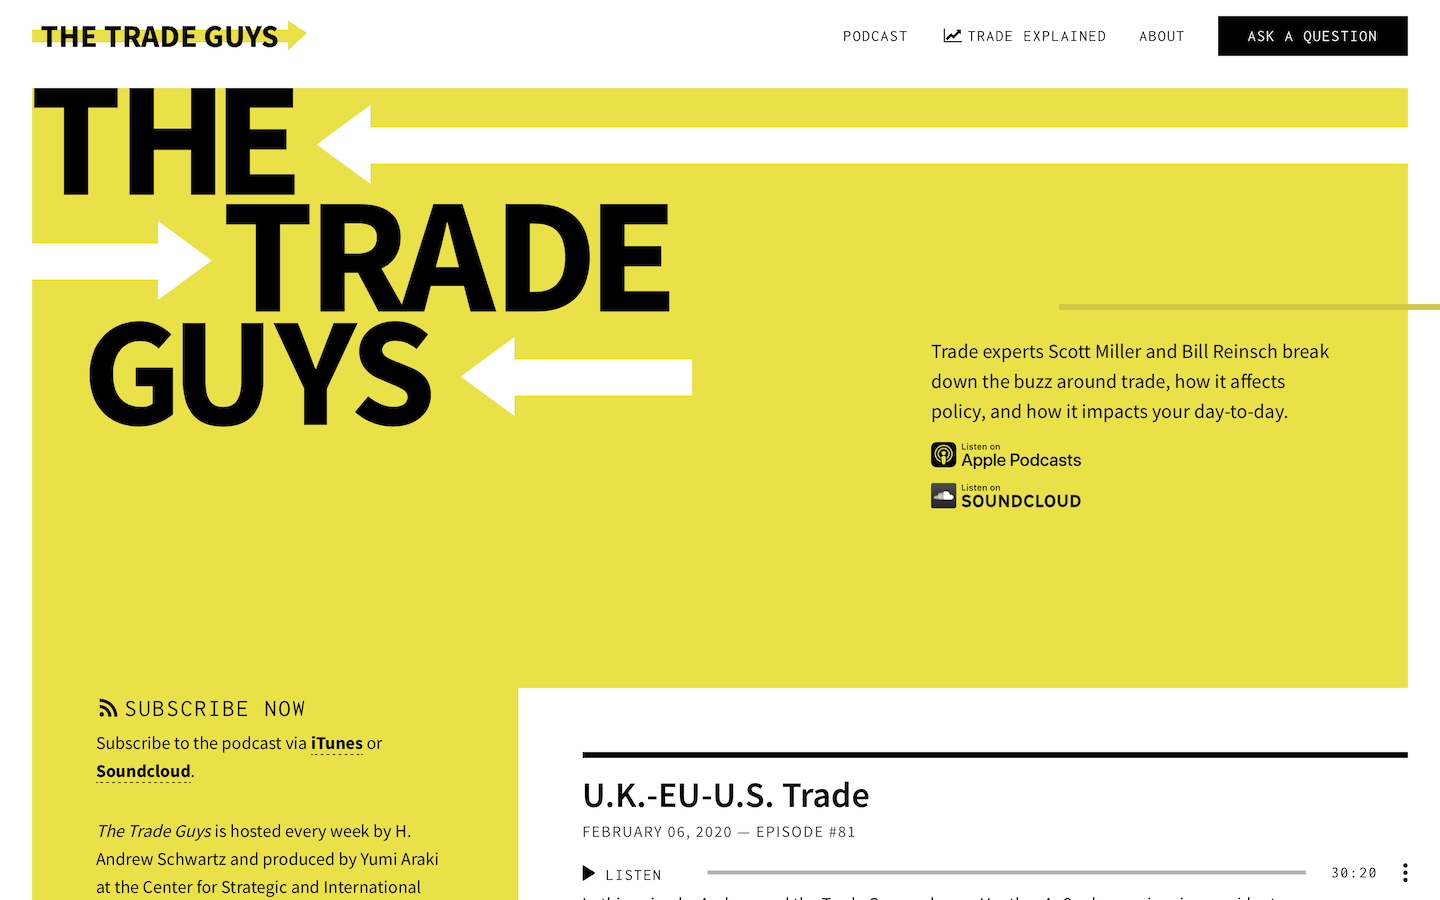 THE TRADE GUYS
PODCAST
TRADE EXPLAINED
ABOUT
ASK A QUESTION
THE
TRADE
GUYS
Trade experts Scott Miller and Bill Reinsch break
down the buzz around trade, how it affects
policy, and how it impacts your day-to-day.
Listen on
Apple Podcasts
Listen on
SOUNDCLOUD
SUBSCRIBE NOW
Subscribe to the podcast via iTunes or
Soundcloud.
The Trade Guys is hosted every week by H.
Andrew Schwartz and produced by Yumi Araki
at the Center for Strategic and International
U.K.-EU-U.S. Trade
FEBRUARY 06, 2020 — EPISODE #81
LISTEN
30:20